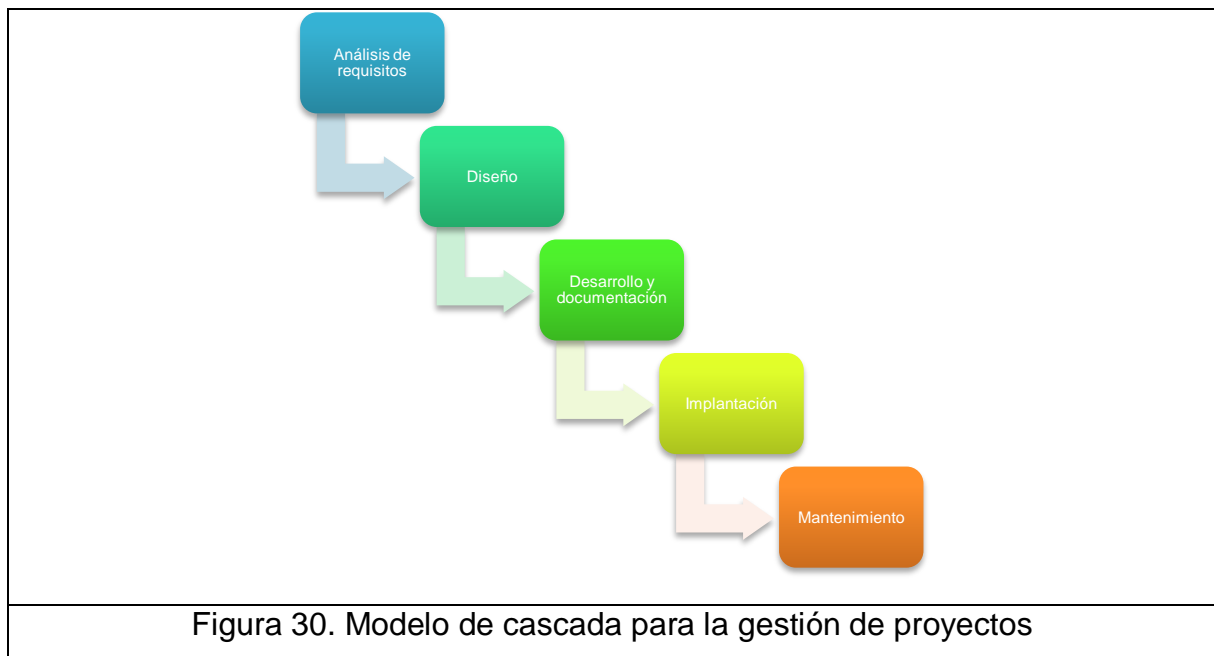 Análisis de
requisitos
Diseño
Desarrollo y
documentación
Implantación
Mantenimiento
Figura 30. Modelo de cascada para la gestión de proyectos